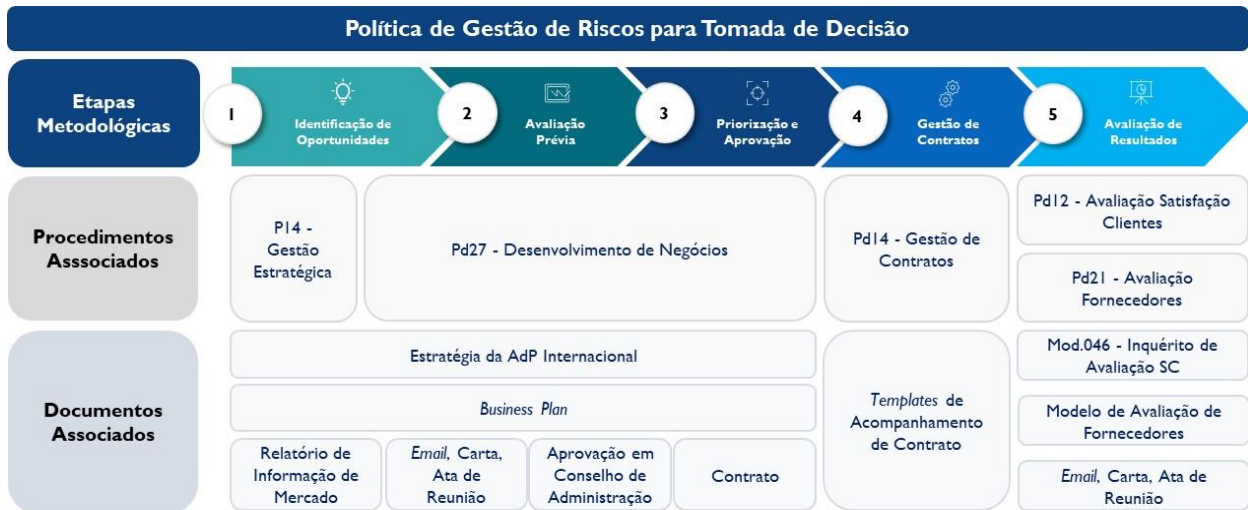 Política de Gestão de Riscos para Tomada de Decisão
Etapas
Metodológicas
1
Identificação de
Oportunidades
2
Avaliação
Prévia
3
Priorização e
Aprovação
4
Gestão de
Contratos
5
Avaliação de
Resultados
Procedimentos
Asssociados
P14 -
Gestão
Estratégica
Pd27 - Desenvolvimento de Negócios
Pd14 - Gestão de
Contratos
Pd12 - Avaliação Satisfação
Clientes
Pd21 - Avaliação
Fornecedores
Documentos
Associados
Estratégia da AdP Internacional
Business Plan
Relatório de
Informação de
Mercado
Email, Carta,
Ata de
Reunião
Aprovação em
Conselho de
Administração
Contrato
Templates de
Acompanhamento
de Contrato
Mod.046 - Inquérito de
Avaliação SC
Modelo de Avaliação de
Fornecedores
Email, Carta, Ata de
Reunião